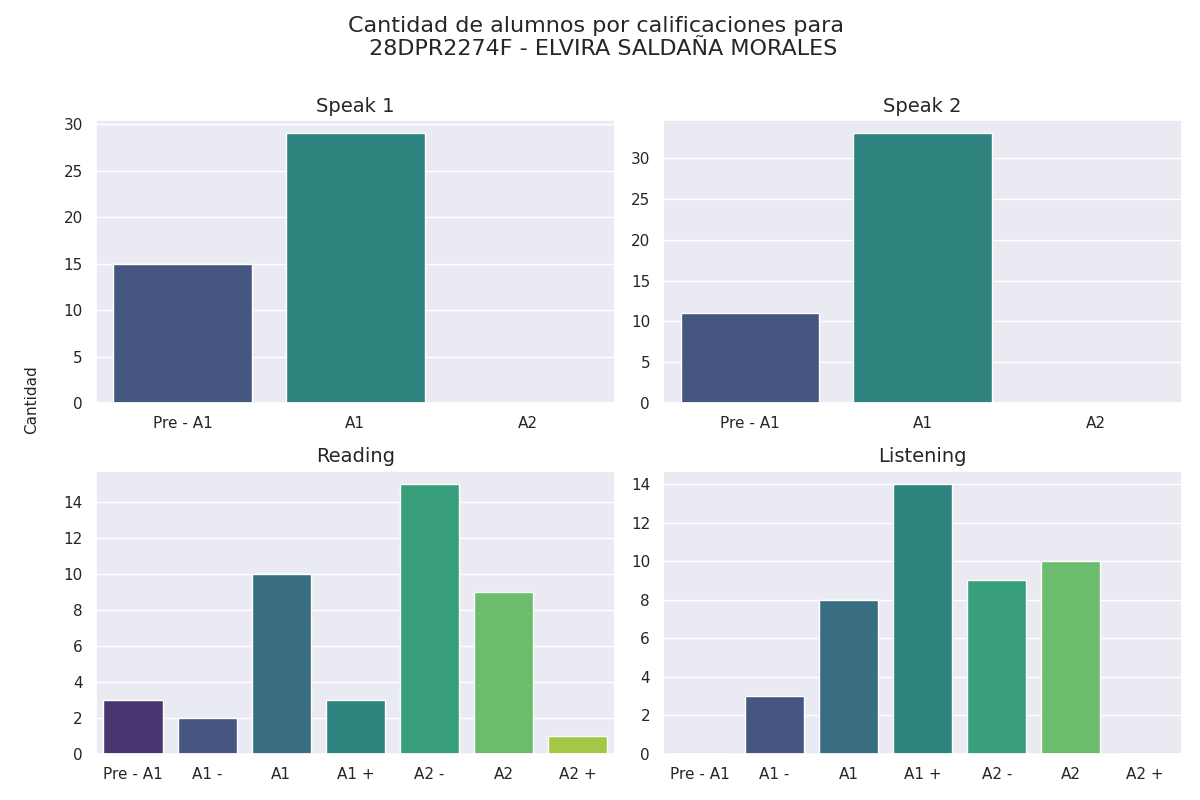 Cantidad de alumnos por calificaciones para
28DPR2274F - ELVIRA SALDAÑA MORALES
Cantidad
Speak 1
30
25
20
15
10
5
0
Pre - A1 A1 A2
Speak 2
30
25
20
15
10
5
0
Pre - A1 A1 A2
Reading
14
12
10
8
6
4
2
0
Pre - A1 A1 - A1 A1 + A2 - A2 A2 +
Listening
14
12
10
8
6
4
2
0
Pre - A1 A1 - A1 A1 + A2 - A2 A2 +